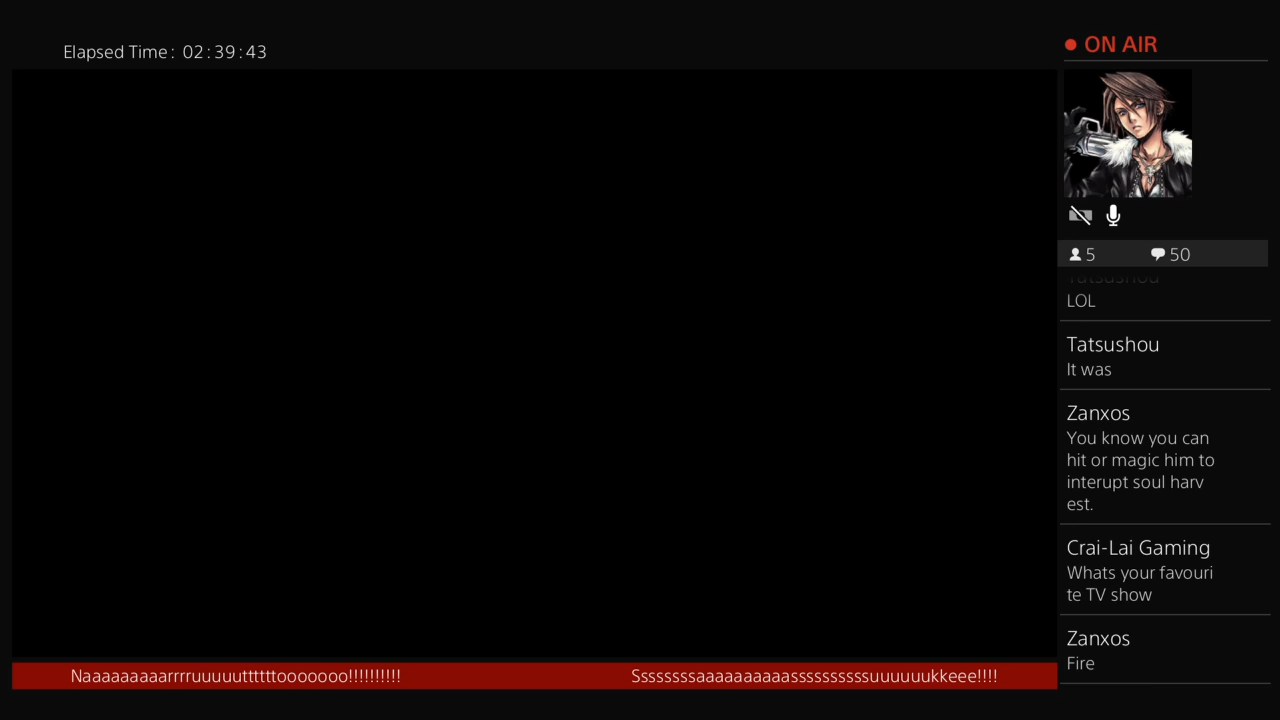 Elapsed Time: 02:39:43
ON AIR
5 50
Tatsushou
LOL
Tatsushou
It was
Zanxos
You know you can
hit or magic him to
interupt soul harv
est.
Crai-Lai Gaming
Whats your favouri
te TV show
Zanxos
Fire
Naaaaaaaaarrrruuuuuttttttooooooo!!!!!!!!!! Ssssssssaaaaaaaaaassssssssssuuuuuukkeee!!!!